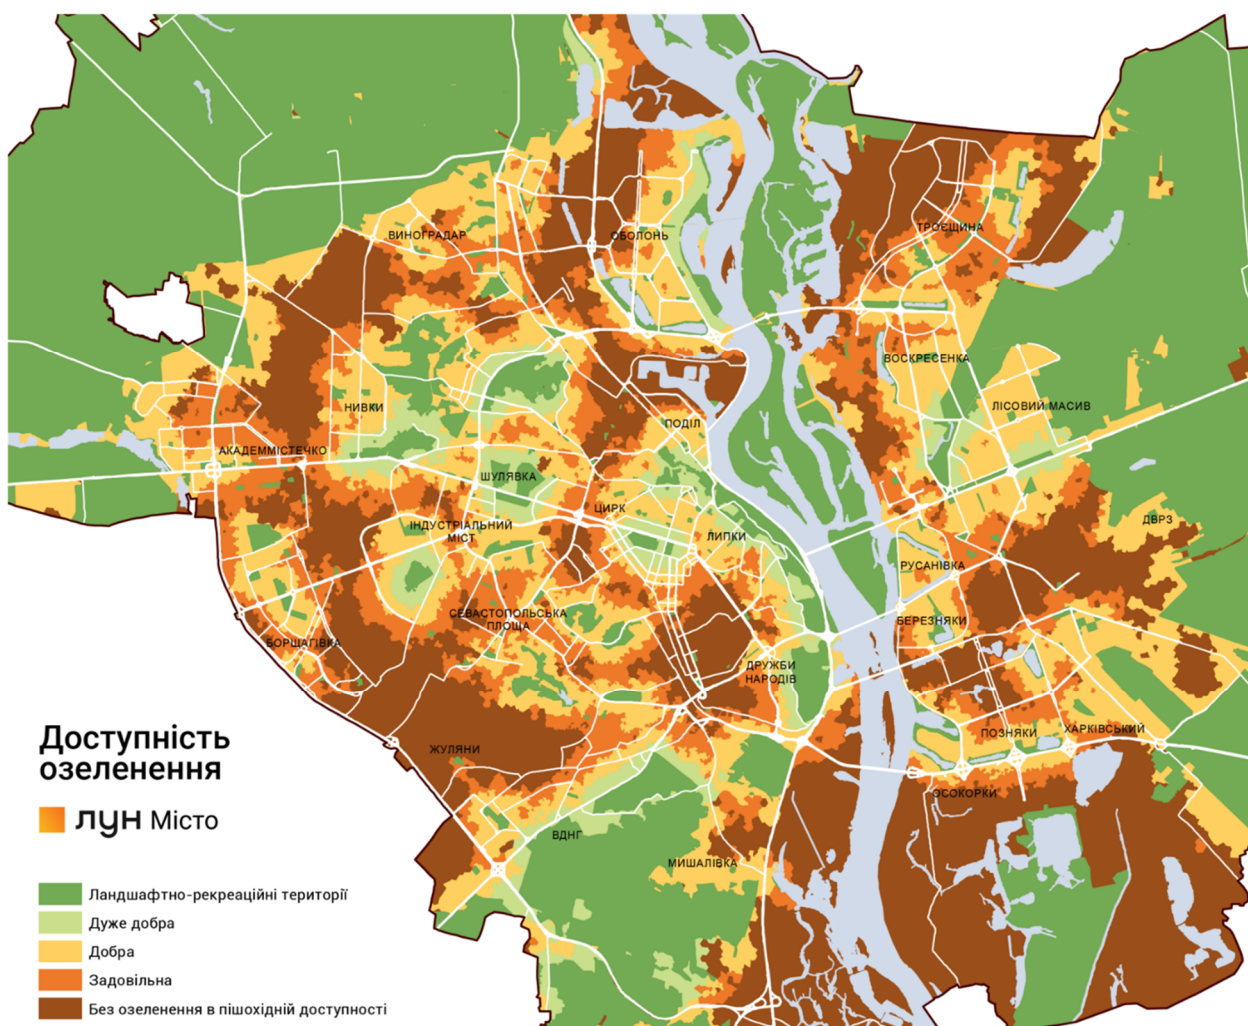 ВИНОГРАДАР
ОБОЛОНЬ
ТРОЄЩИНА
ВОСКРЕСЕНКА
НИВКИ
ЛІСОВИЙ МАСИВ
ПОДІЛ
АКАДЕММІСТЕЧКО
ШУЛЯВКА
ЦИРК
ДВРЗ
ІНДУСТРІАЛЬНИЙ
МІСТ
ЛИПКИ
РУСАНІВКА
СЕВАСТОПОЛЬСЬКА
ПЛОЩА
БЕРЕЗНЯКИ
БОРЩАГІВКА
ДРУЖБИ
НАРОДІВ
ПОЗНЯКИ
ХАРКІВСЬКИЙ
ЖУЛЯНИ
ОСОКОРКИ
ВДНГ
МИШАЛІВКА
Доступність
озеленення
ЛУН Місто
Ландшафтно-рекреаційні території
Дуже добра
Добра
Задовільна
Без озеленення в пішохідній доступності